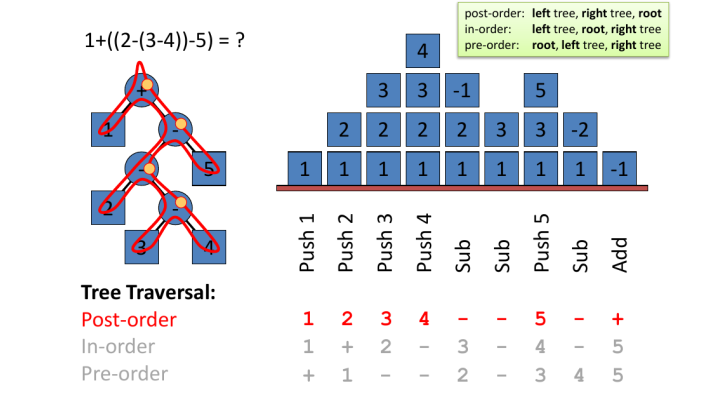 post-order: left tree, right tree, root
in-order: left tree, root, right tree
pre-order: root, left tree, right tree
1+((2-(3-4))-5) = ?
+
1 -
- 5
2 -
3 4
4
3 3 -1 5
2 2 2 2 3 3 -2
1 1 1 1 1 1 1 1 -1
Push 1 Push 2 Push 3 Push 4 Sub Sub Push 5 Sub Add
Tree Traversal:
Post-order 1 2 3 4 - - 5 - +
In-order 1 + 2 - 3 - 4 - 5
Pre-order + 1 - - 2 - 3 4 5